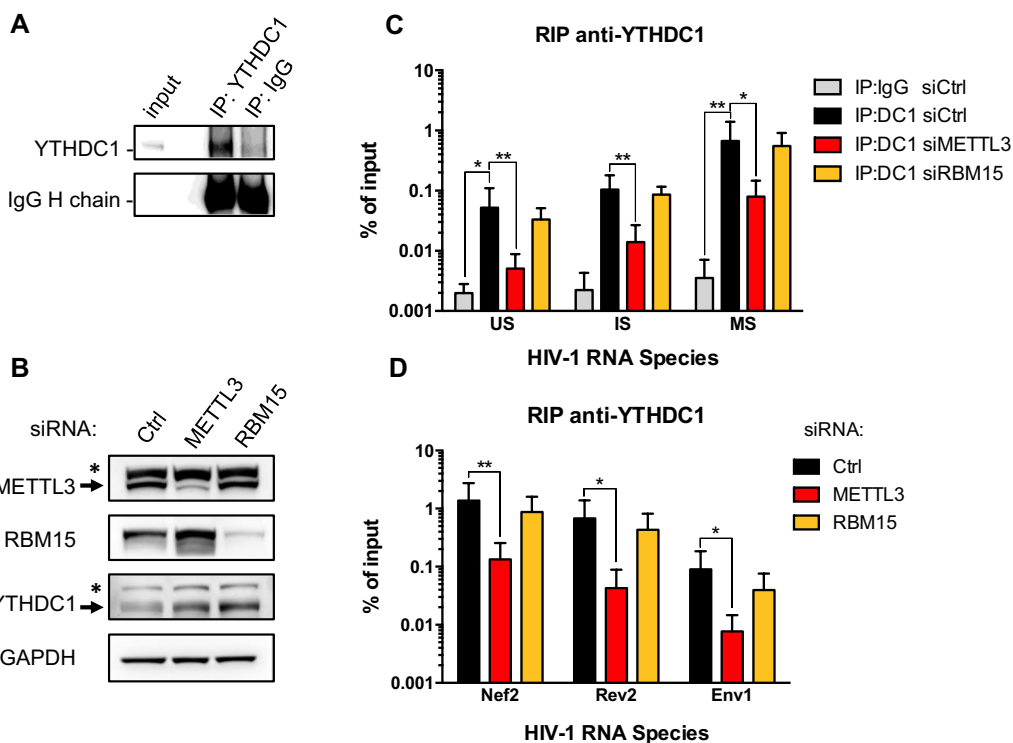 A
input
IP: YTHDC1
IP: IgG
YTHDC1 -
IgG H chain -
B
siRNA:
Ctrl
METTL3
RBM15
*
METTL3
RBM15
*
YTHDC1
GAPDH
C
RIP anti-YTHDC1
% of input
10
1
0.1
0.01
0.001
*
**
**
**
*
US
IS
MS
HIV-1 RNA Species
IP:IgG siCtrl
IP:DC1 siCtrl
IP:DC1 siMETTL3
IP:DC1 siRBM15
D
RIP anti-YTHDC1
% of input
10
1
0.1
0.01
0.001
**
*
*
Nef2
Rev2
Env1
HIV-1 RNA Species
siRNA:
Ctrl
METTL3
RBM15